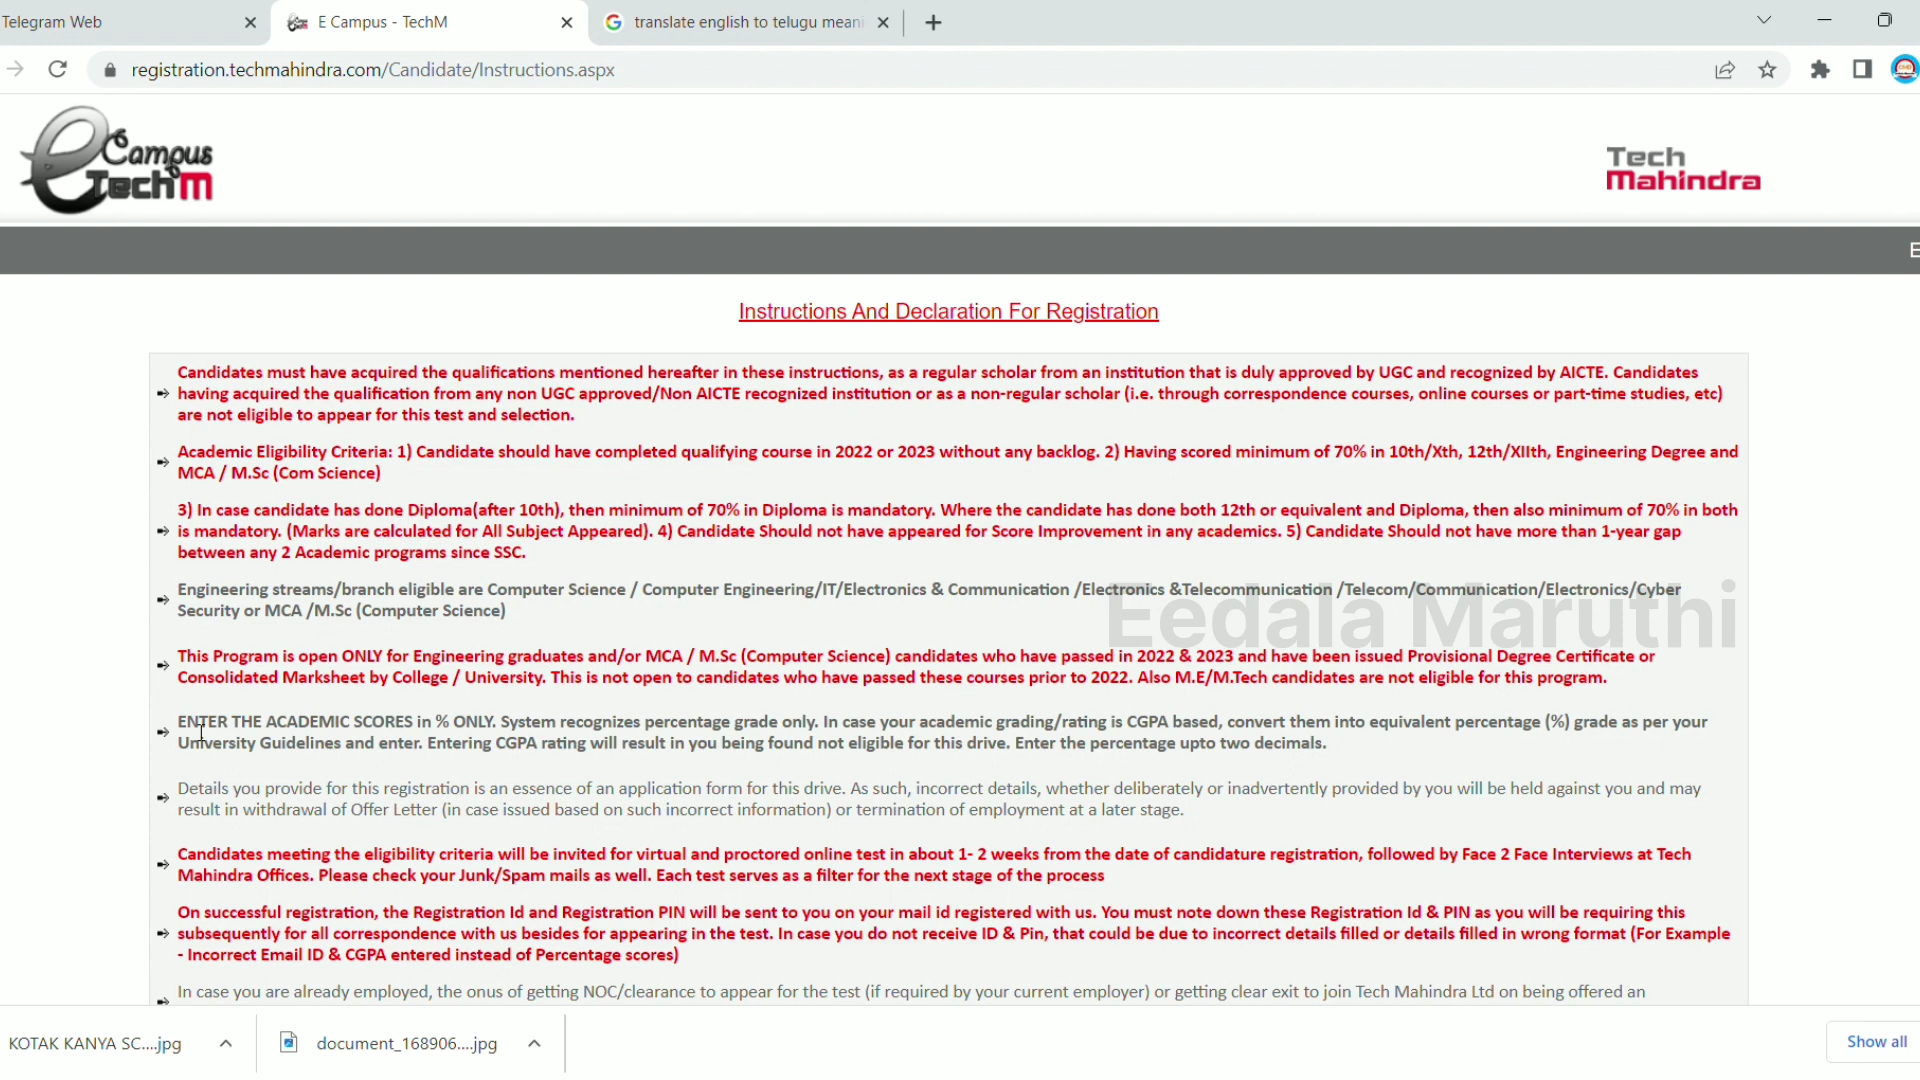 Telegram Web
E Campus - TechM
translate english to telugu meani
registration.techmahindra.com/Candidate/Instructions.aspx
eCampus
TechM
Tech
Mahindra
E
Instructions And Declaration For Registration
Candidates must have acquired the qualifications mentioned hereafter in these instructions, as a regular scholar from an institution that is duly approved by UGC and recognized by AICTE. Candidates
having acquired the qualification from any non UGC approved/Non AICTE recognized institution or as a non-regular scholar (i.e. through correspondence courses, online courses or part-time studies, etc)
are not eligible to appear for this test and selection.
Academic Eligibility Criteria: 1) Candidate should have completed qualifying course in 2022 or 2023 without any backlog. 2) Having scored minimum of 70% in 10th/Xth, 12th/XIIth, Engineering Degree and
MCA / M.Sc (Com Science)
3) In case candidate has done Diploma(after 10th), then minimum of 70% in Diploma is mandatory. Where the candidate has done both 12th or equivalent and Diploma, then also minimum of 70% in both
is mandatory. (Marks are calculated for All Subject Appeared). 4) Candidate Should not have appeared for Score Improvement in any academics. 5) Candidate Should not have more than 1-year gap
between any 2 Academic programs since SSC.
Engineering streams/branch eligible are Computer Science / Computer Engineering/IT/Electronics & Communication /Electronics &Telecommunication /Telecom/Communication/Electronics/Cyber
Security or MCA /M.Sc (Computer Science)
Eedala Maruthi
This Program is open ONLY for Engineering graduates and/or MCA / M.Sc (Computer Science) candidates who have passed in 2022 & 2023 and have been issued Provisional Degree Certificate or
Consolidated Marksheet by College / University. This is not open to candidates who have passed these courses prior to 2022. Also M.E/M.Tech candidates are not eligible for this program.
ENTER THE ACADEMIC SCORES in % ONLY. System recognizes percentage grade only. In case your academic grading/rating is CGPA based, convert them into equivalent percentage (%) grade as per your
University Guidelines and enter. Entering CGPA rating will result in you being found not eligible for this drive. Enter the percentage upto two decimals.
Details you provide for this registration is an essence of an application form for this drive. As such, incorrect details, whether deliberately or inadvertently provided by you will be held against you and may
result in withdrawal of Offer Letter (in case issued based on such incorrect information) or termination of employment at a later stage.
Candidates meeting the eligibility criteria will be invited for virtual and proctored online test in about 1- 2 weeks from the date of candidature registration, followed by Face 2 Face Interviews at Tech
Mahindra Offices. Please check your Junk/Spam mails as well. Each test serves as a filter for the next stage of the process
On successful registration, the Registration Id and Registration PIN will be sent to you on your mail id registered with us. You must note down these Registration Id & PIN as you will be requiring this
subsequently for all correspondence with us besides for appearing in the test. In case you do not receive ID & Pin, that could be due to incorrect details filled or details filled in wrong format (For Example
- Incorrect Email ID & CGPA entered instead of Percentage scores)
In case you are already employed, the onus of getting NOC/clearance to appear for the test (if required by your current employer) or getting clear exit to join Tech Mahindra Ltd on being offered an
KOTAK KANYA SC....jpg
document_168906....jpg
Show all